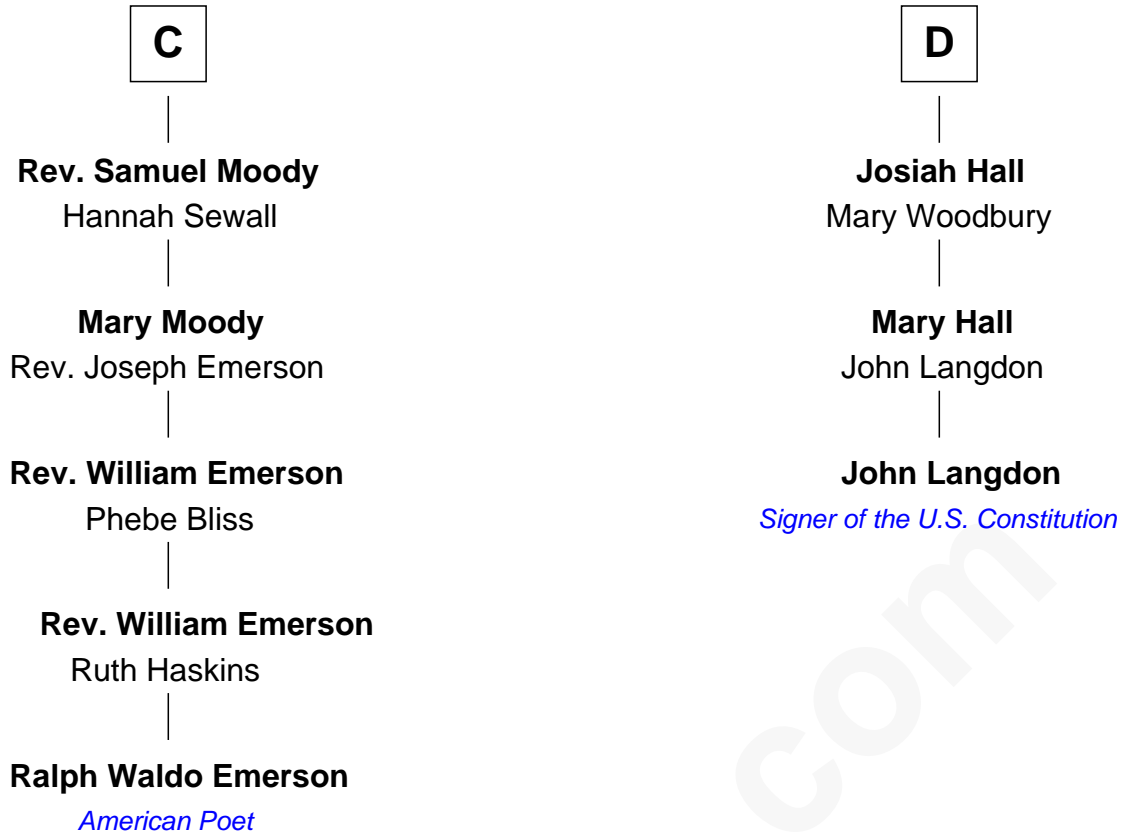 C
Rev. Samuel Moody
Hannah Sewall
Mary Moody
Rev. Joseph Emerson
Rev. William Emerson
Phebe Bliss
Rev. William Emerson
Ruth Haskins
Ralph Waldo Emerson
American Poet
D
Josiah Hall
Mary Woodbury
Mary Hall
John Langdon
John Langdon
Signer of the U.S. Constitution
com